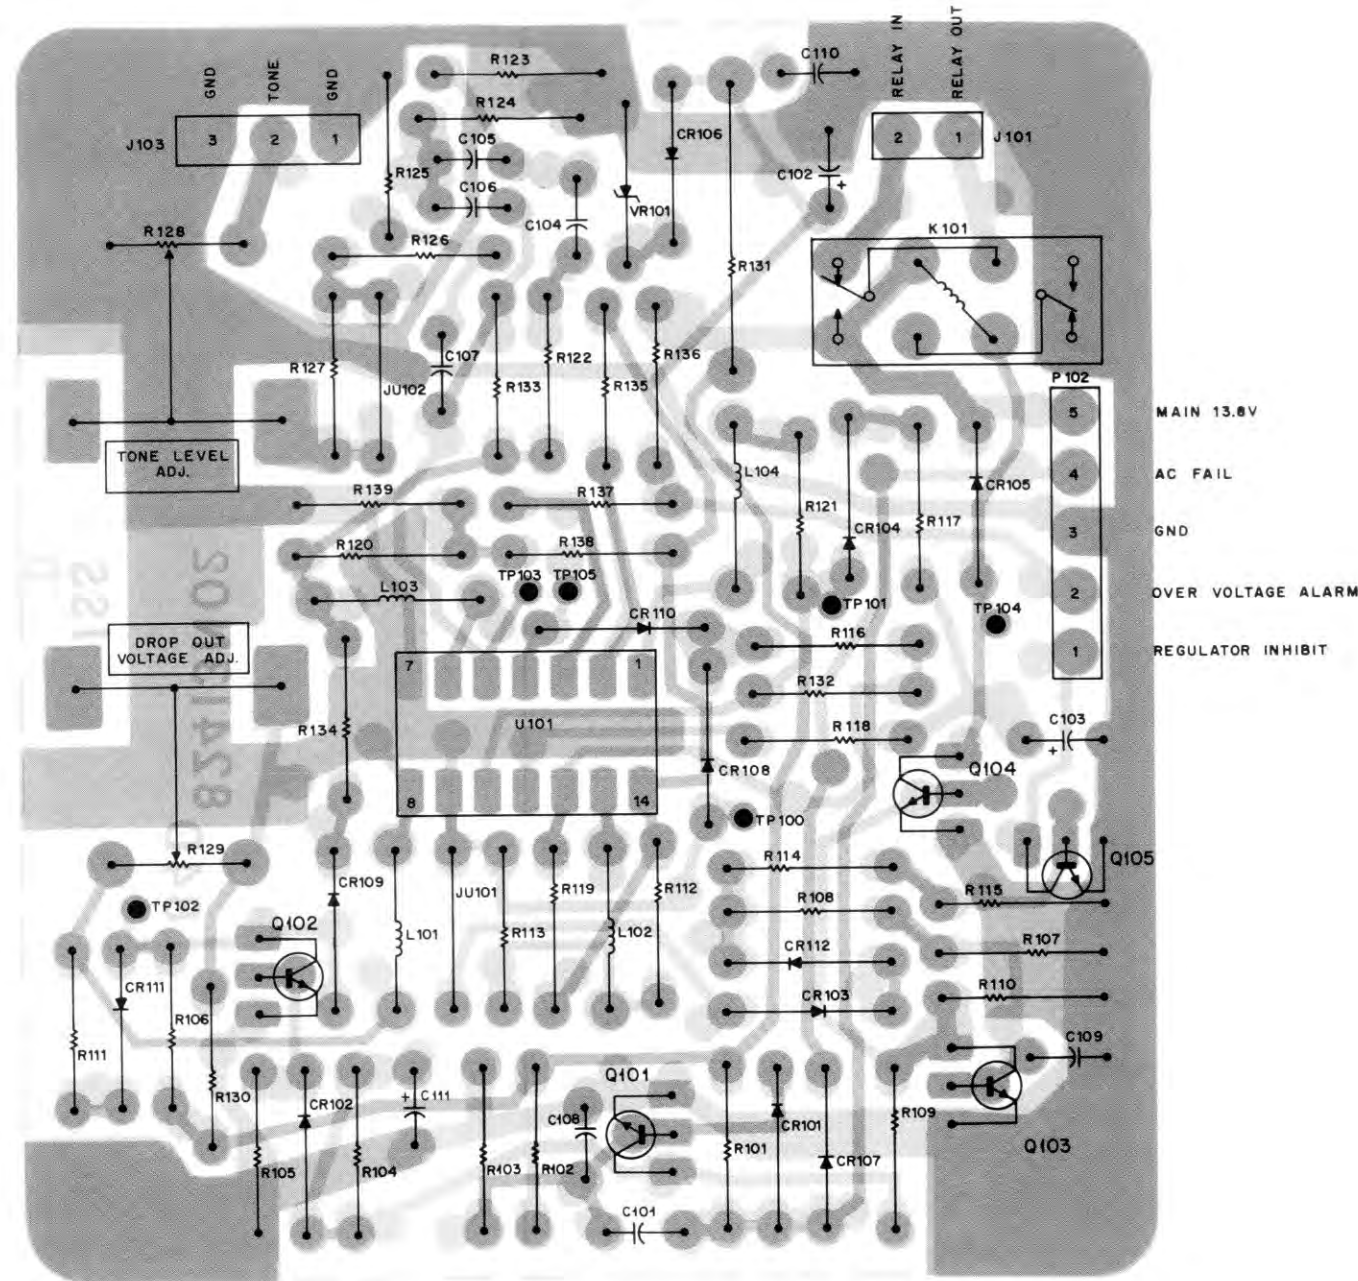 RELAY IN
RELAY OUT
GND
TONE
GND
R123
C110
R124
CR106
J103
3
2
1
C105
2
1
J101
R125
C106
C102
+
VR101
C104
R128
R126
K101
R131
R127
C107
R122
R136
JU102
R133
R135
P102
5
MAIN 13.8V
TONE LEVEL
ADJ.
4
AC FAIL
L104
CR105
R139
R137
R121
CR104
R117
3
GND
R120
R138
TP103
TP105
L103
TP101
TP104
2
OVER VOLTAGE ALARM
CR110
DROP OUT
VOLTAGE ADJ.
R116
1
REGULATOR INHIBIT
7
1
R132
U101
R134
R118
C103
+
CR108
Q104
8
14
TP100
R129
R114
Q105
CR109
JU101
R119
R112
R115
TP102
R108
Q102
L101
R113
L102
R107
CR112
CR111
R110
R106
CR103
R111
C109
Q101
R130
CR102
+
C111
C108
CR101
R109
R105
R104
R103
R102
R101
CR107
Q103
C101